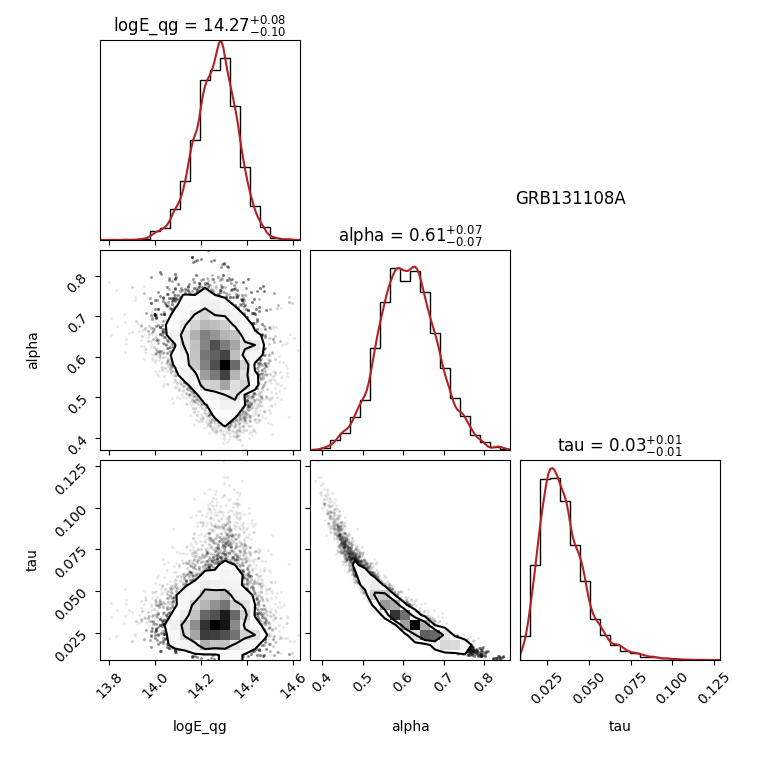 logE_qg = 14.27+0.08−0.10
GRB131108A
alpha = 0.61+0.07−0.07
0.8
0.7
0.6
0.5
0.4
alpha
tau = 0.03+0.01−0.01
0.125
0.100
0.075
0.050
0.025
tau
13.8 14.0 14.2 14.4 14.6 0.4 0.5 0.6 0.7 0.8 0.025 0.050 0.075 0.100 0.125
logE_qg alpha tau